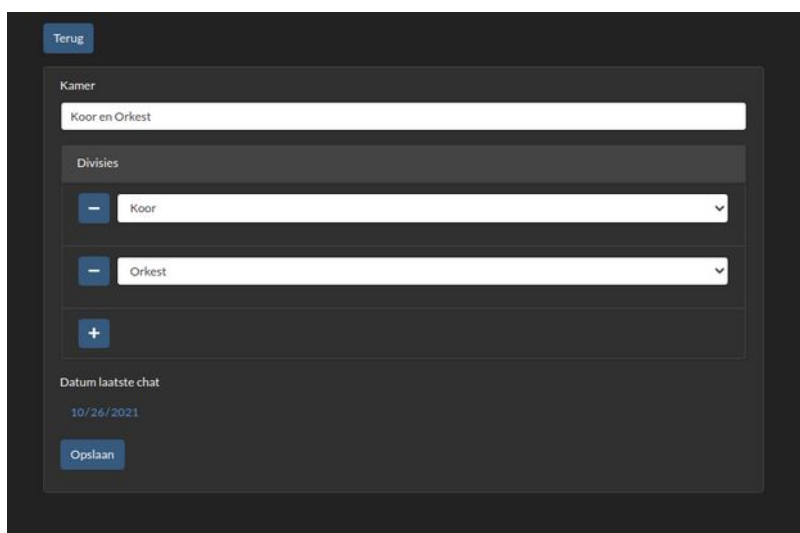 Terug
Kamer
Koor en Orkest
Divisies
Koor
Orkest
Datum laatste chat
10/26/2021
Opslaan